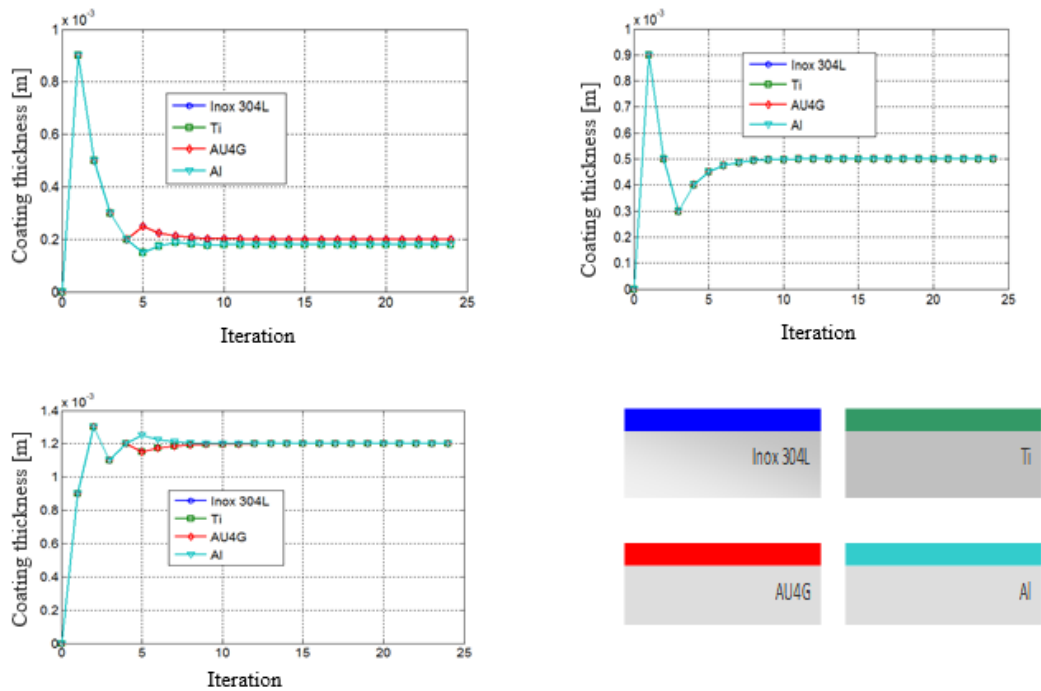 x 10⁻³
1
0.8
0.6
0.4
0.2
0
0 5 10 15 20 25
Coating thickness [m]
Iteration
Inox 304L
Ti
AU4G
Al
x 10⁻³
1
0.9
0.8
0.7
0.6
0.5
0.4
0.3
0.2
0.1
0
0 5 10 15 20 25
Coating thickness [m]
Iteration
Inox 304L
Ti
AU4G
Al
x 10⁻³
1.4
1.2
1
0.8
0.6
0.4
0.2
0
0 5 10 15 20 25
Coating thickness [m]
Iteration
Inox 304L
Ti
AU4G
Al
Inox 304L
Ti
AU4G
Al